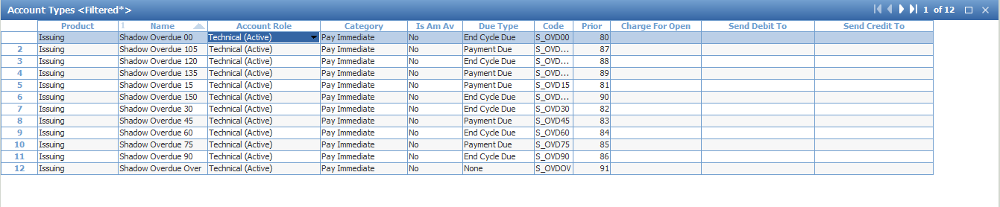 Account Types <Filtered*> 1 of 12
Product 1 Name Account Role Category Is Am Av Due Type Code Prior Charge For Open Send Debit To Send Credit To
Issuing Shadow Overdue 00 Technical (Active) Pay Immediate No End Cycle Due S_OVD00 80
2 Issuing Shadow Overdue 105 Technical (Active) Pay Immediate No Payment Due S_OVD... 87
3 Issuing Shadow Overdue 120 Technical (Active) Pay Immediate No End Cycle Due S_OVD... 88
4 Issuing Shadow Overdue 135 Technical (Active) Pay Immediate No Payment Due S_OVD... 89
5 Issuing Shadow Overdue 15 Technical (Active) Pay Immediate No Payment Due S_OVD15 81
6 Issuing Shadow Overdue 150 Technical (Active) Pay Immediate No End Cycle Due S_OVD... 90
7 Issuing Shadow Overdue 30 Technical (Active) Pay Immediate No End Cycle Due S_OVD30 82
8 Issuing Shadow Overdue 45 Technical (Active) Pay Immediate No Payment Due S_OVD45 83
9 Issuing Shadow Overdue 60 Technical (Active) Pay Immediate No End Cycle Due S_OVD60 84
10 Issuing Shadow Overdue 75 Technical (Active) Pay Immediate No Payment Due S_OVD75 85
11 Issuing Shadow Overdue 90 Technical (Active) Pay Immediate No End Cycle Due S_OVD90 86
12 Issuing Shadow Overdue Over Technical (Active) Pay Immediate No None S_OVDOV 91